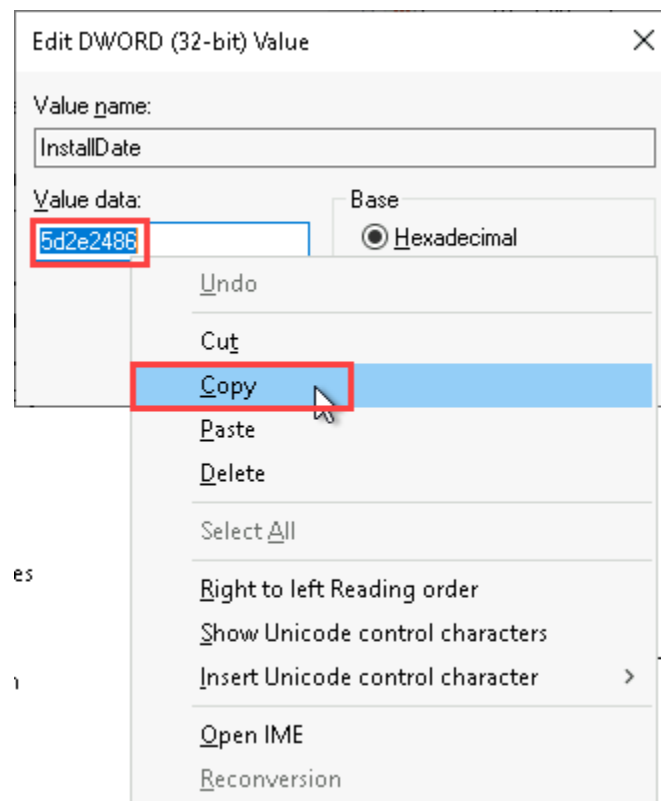 Edit DWORD (32-bit) Value
Value name:
InstallDate
Value data:
Base
5d2e2486
Hexadecimal
Undo
Cut
Copy
Paste
Delete
Select All
es
Right to left Reading order
Show Unicode control characters
Insert Unicode control character
Open IME
Reconversion